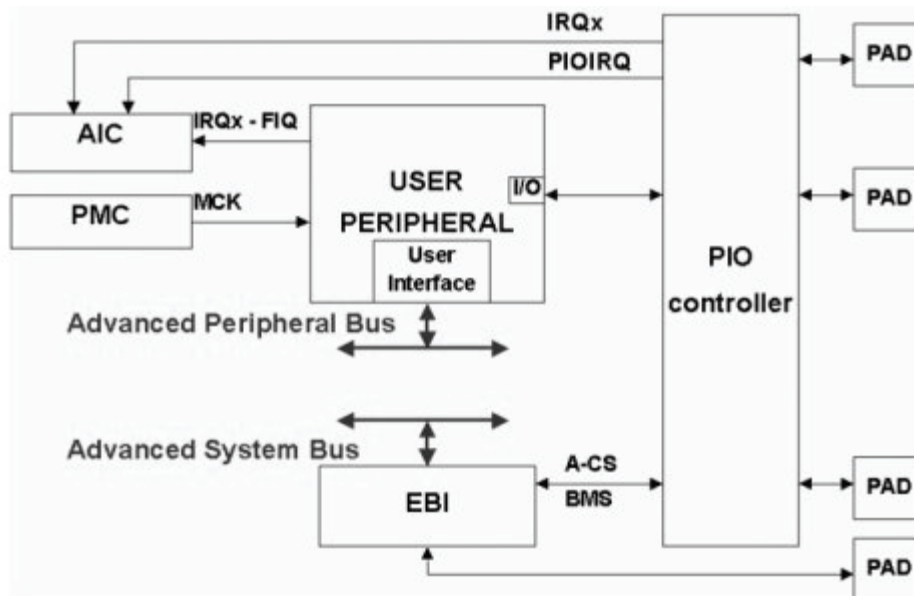 IRQx
PIOIRQ
PAD
AIC
IRQx - FIQ
USER
PERIPHERAL
I/O
PAD
PMC
MCK
User
Interface
PIO
controller
Advanced Peripheral Bus
Advanced System Bus
A-CS
BMS
EBI
PAD
PAD